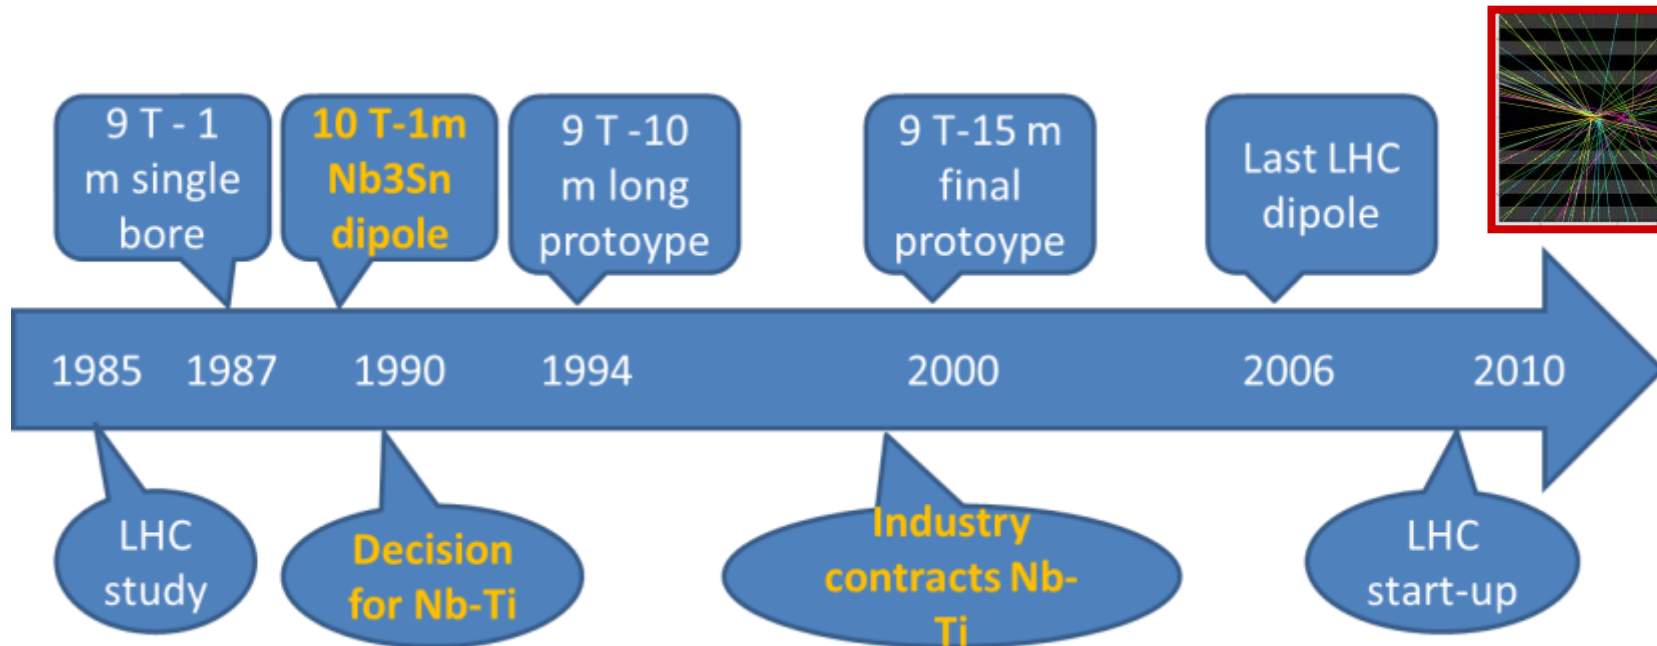 9 T - 1
m single
bore
10 T-1m
Nb3Sn
dipole
9 T -10
m long
protoype
9 T-15 m
final
protoype
Last LHC
dipole
1985
1987
1990
1994
2000
2006
2010
LHC
study
Decision
for Nb-Ti
Industry
contracts Nb-
Ti
LHC
start-up